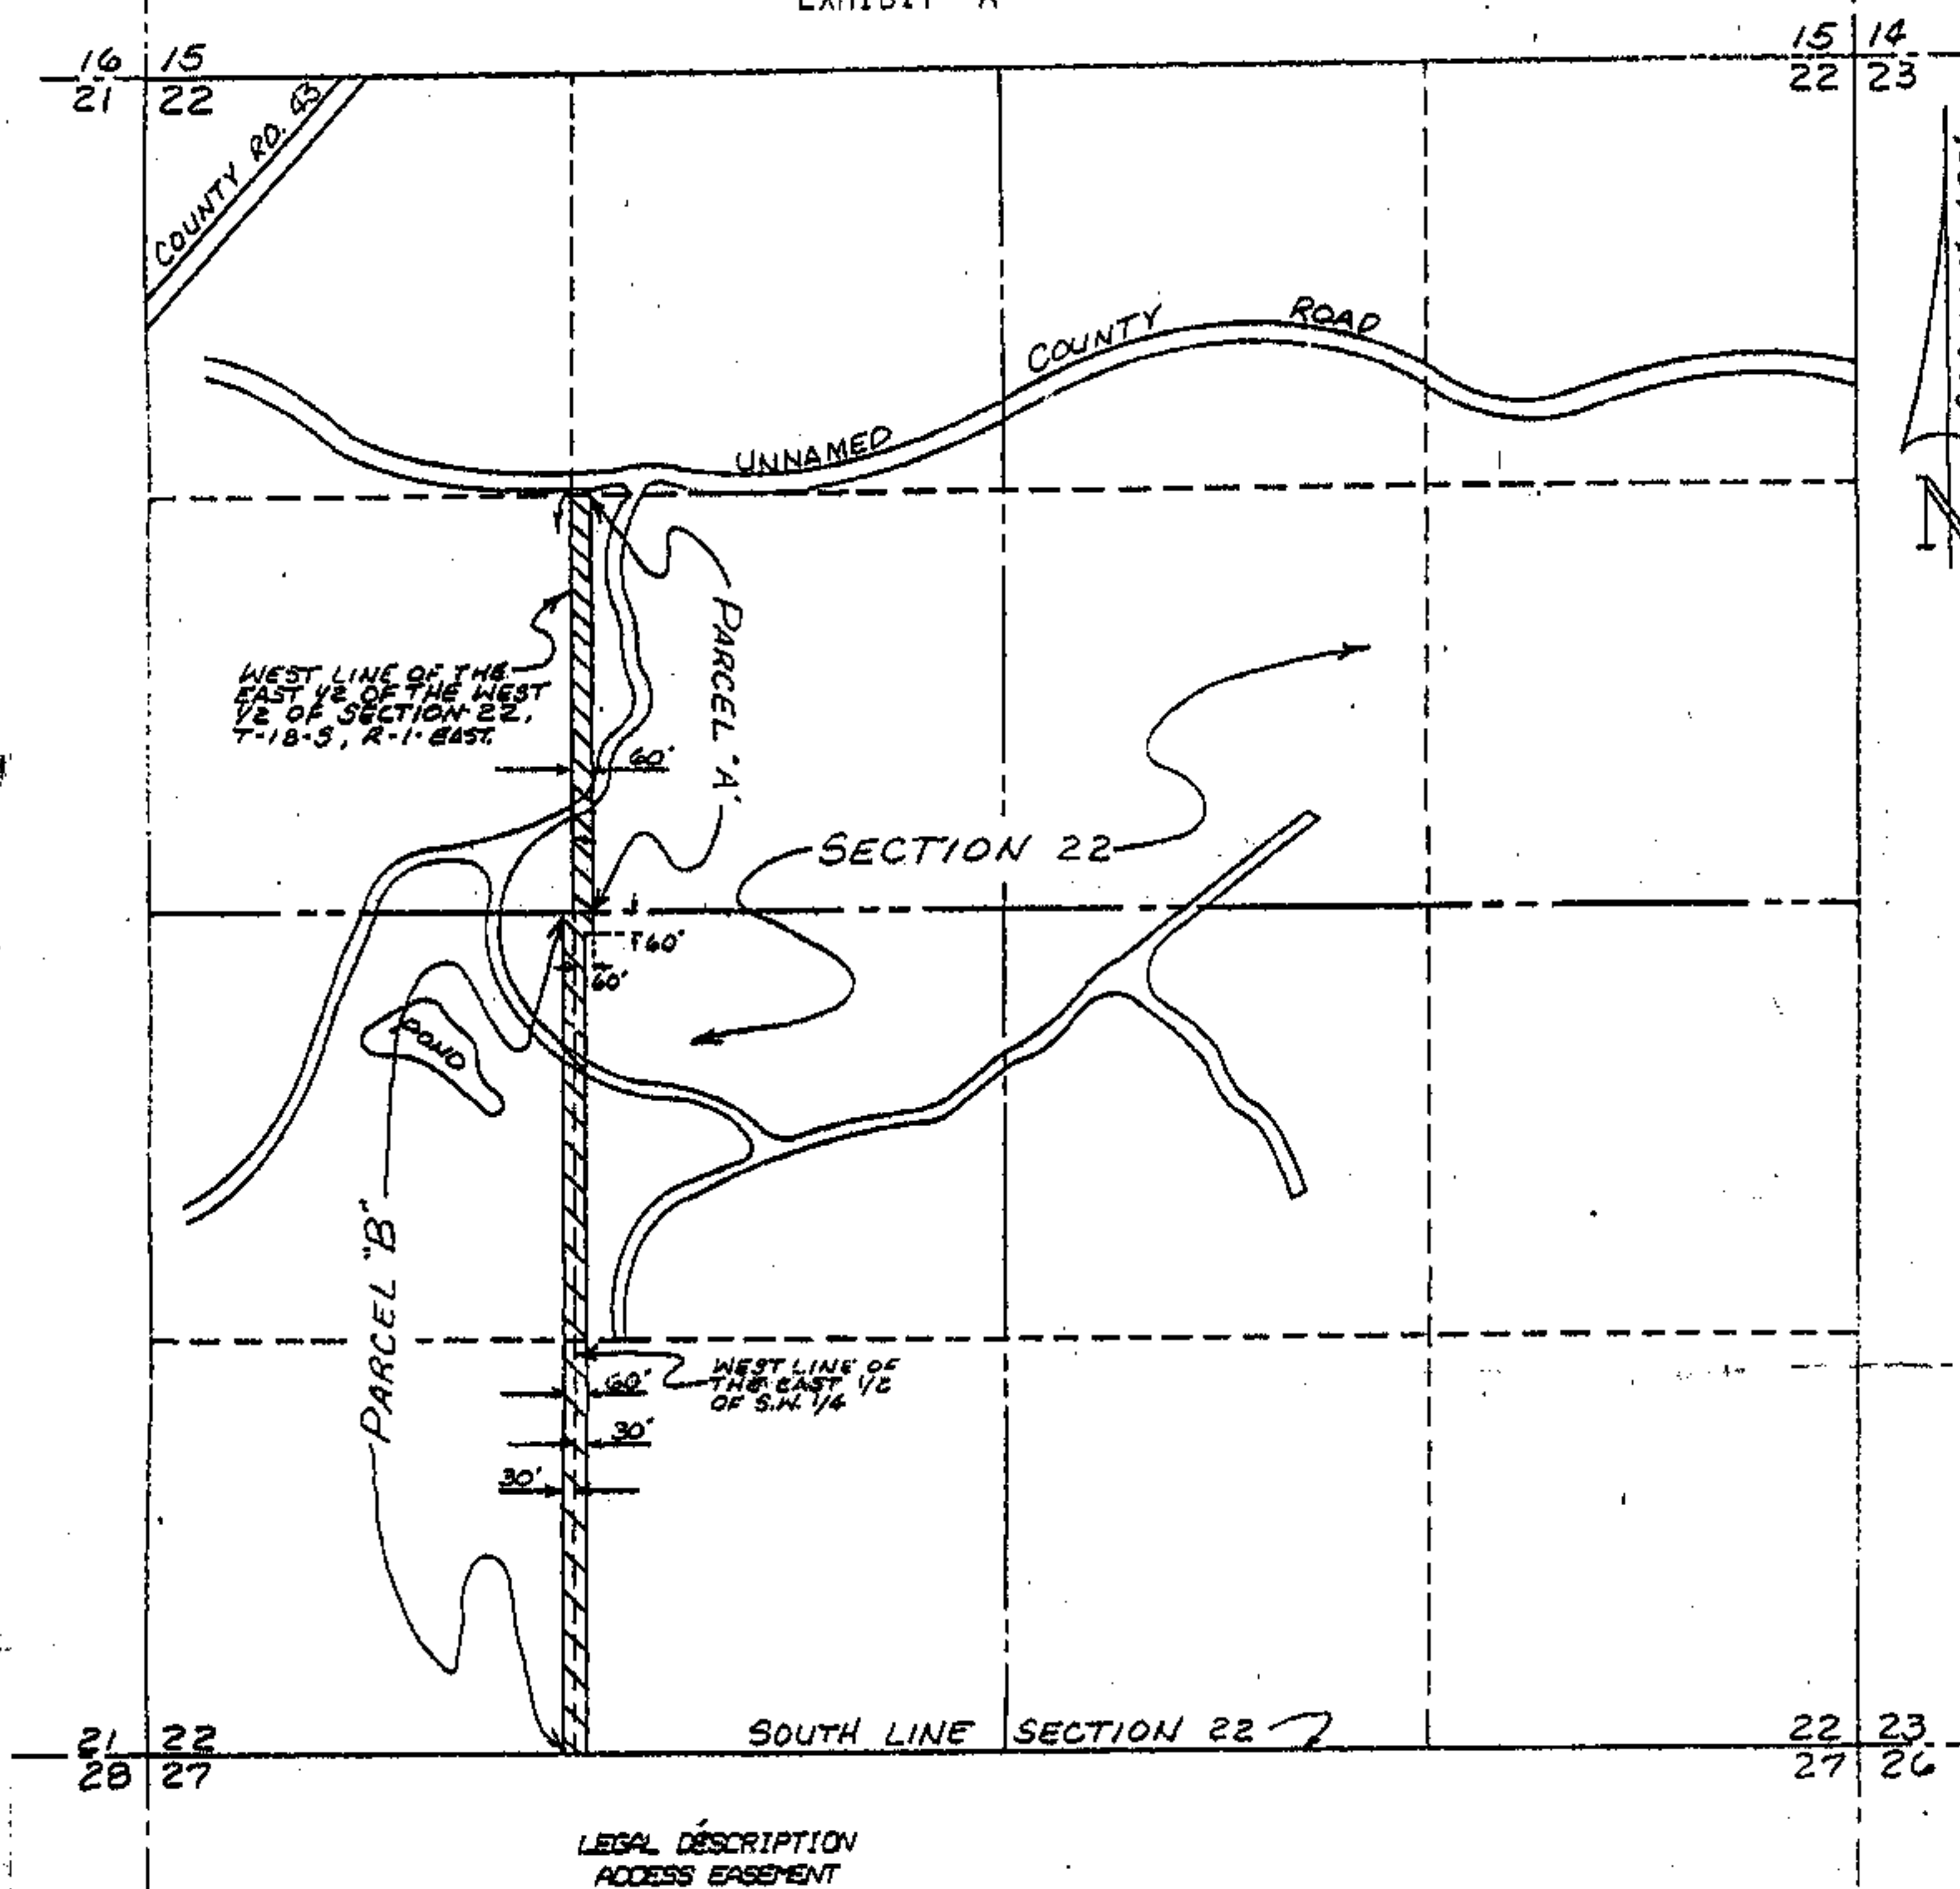 EXHIBIT "A"
16 15
15 14
21 22
22 23
COUNTY RD. 43
COUNTY ROAD
UNNAMED
N
PARCEL "A"
WEST LINE OF THE
EAST 1/2 OF THE WEST
1/2 OF SECTION 22,
T-18-S, R-1-EAST.
60'
SECTION 22
60'
60'
POND
PARCEL "B"
WEST LINE OF
THE EAST 1/2
OF S.W. 1/4
60'
30'
30'
SOUTH LINE SECTION 22
21 22
22 23
28 27
27 26
LEGAL DESCRIPTION
ACCESS EASEMENT